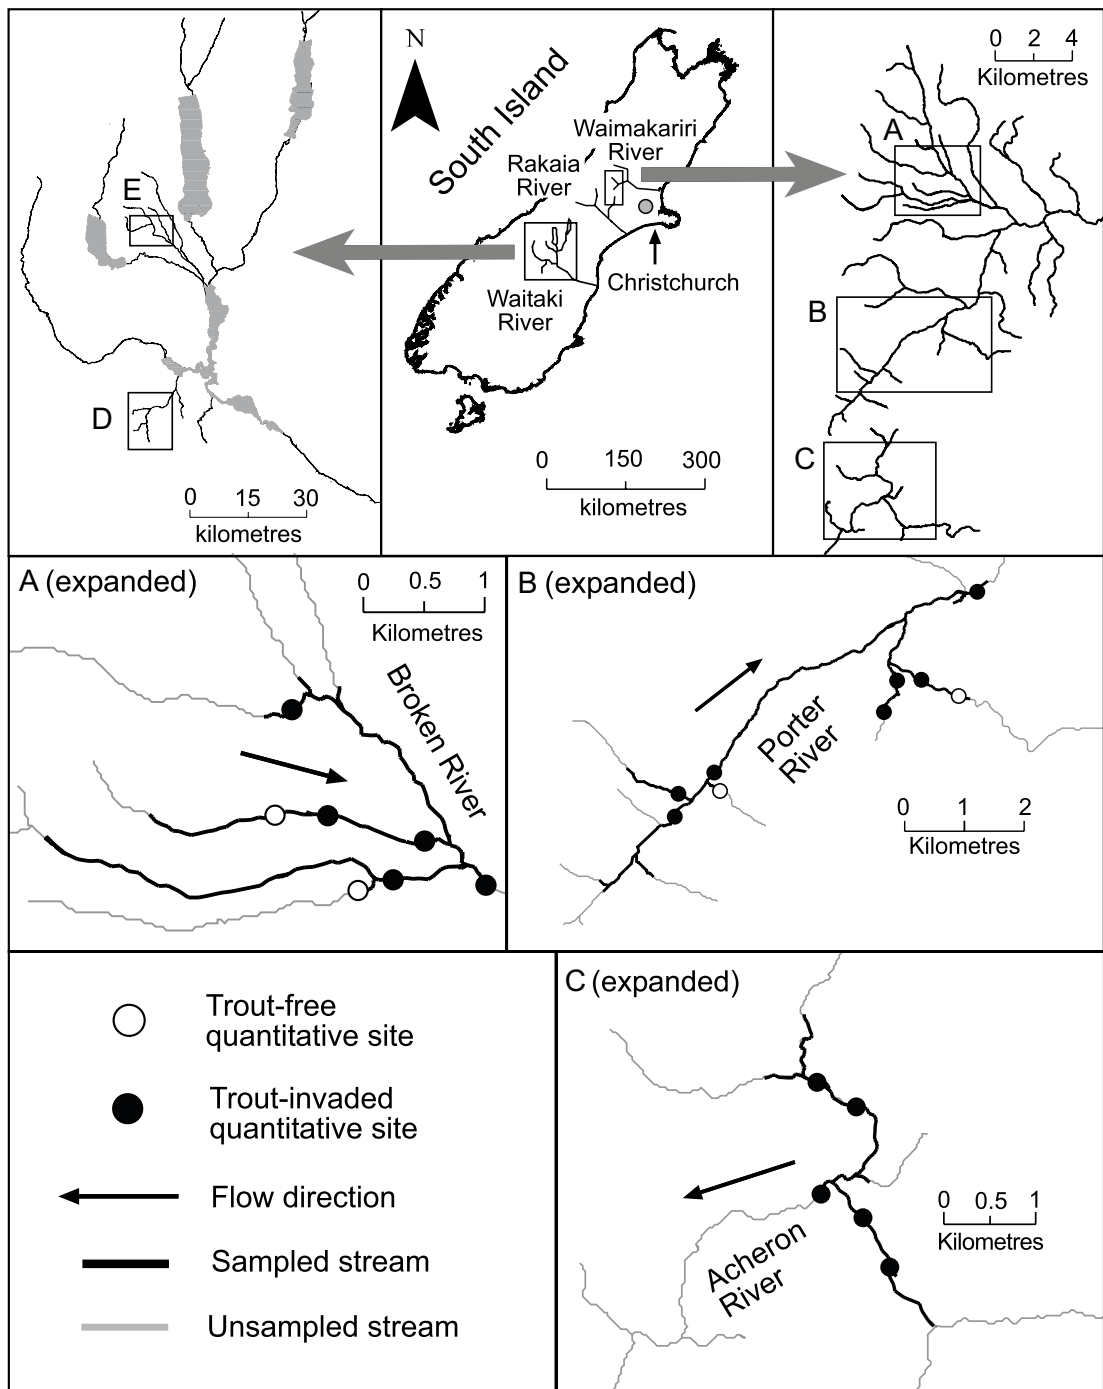 E
D
0 15 30
kilometres
N
South Island
Waimakariri
River
Rakaia
River
Christchurch
Waitaki
River
0 150 300
kilometres
0 2 4
Kilometres
A
B
C
A (expanded)
0 0.5 1
Kilometres
Broken River
B (expanded)
Porter
River
0 1 2
Kilometres
Trout-free
quantitative site
Trout-invaded
quantitative site
Flow direction
Sampled stream
Unsampled stream
C (expanded)
0 0.5 1
Kilometres
Acheron
River